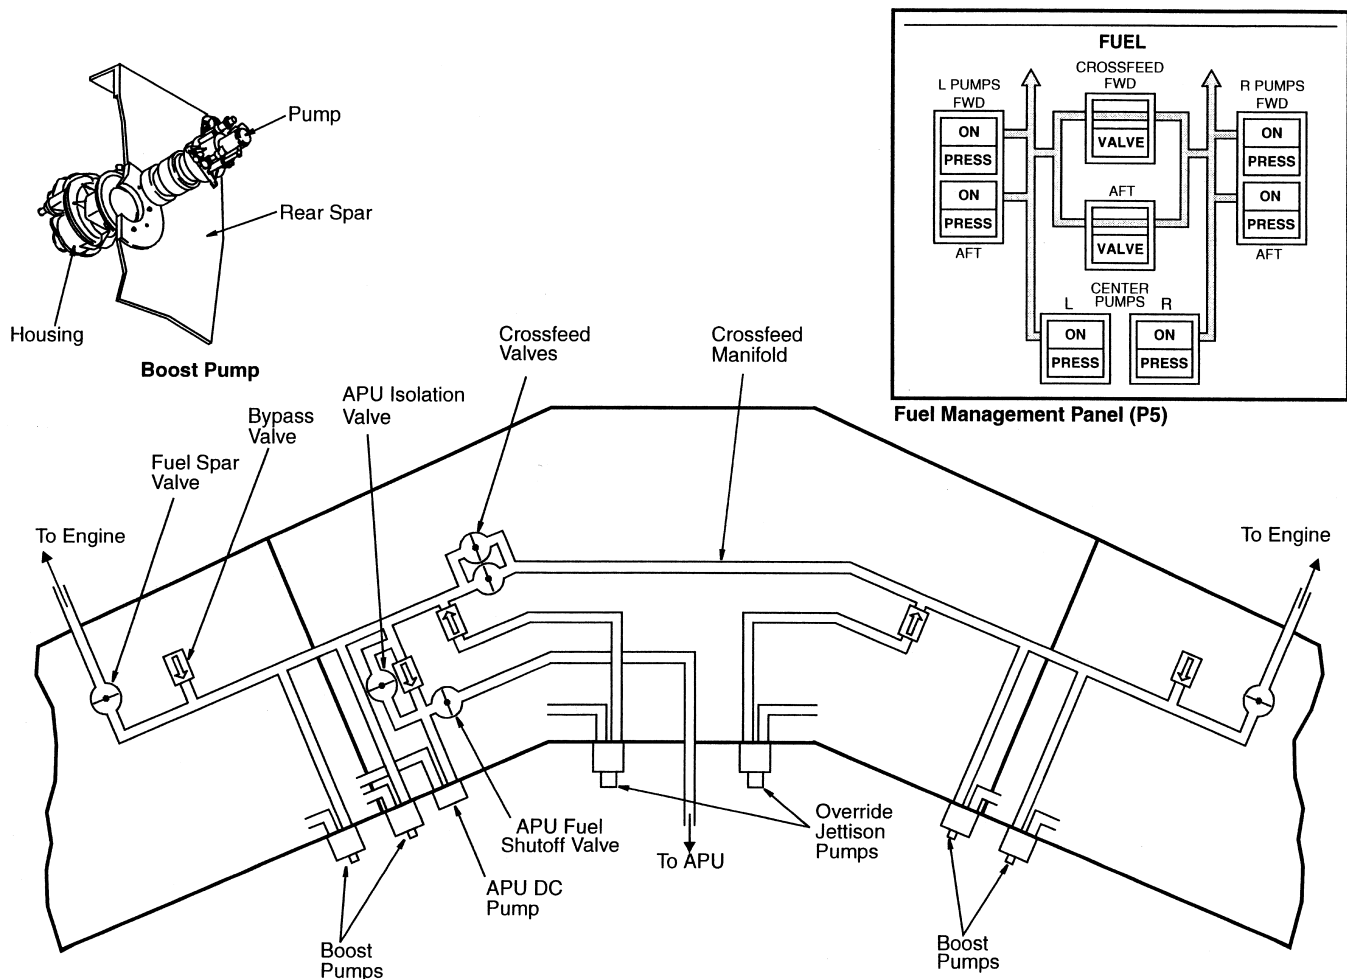 Pump
Rear Spar
Housing
Boost Pump
FUEL
CROSSFEED
FWD
L PUMPS
FWD
R PUMPS
FWD
ON
PRESS
ON
PRESS
AFT
VALVE
AFT
VALVE
ON
PRESS
ON
PRESS
AFT
CENTER
PUMPS
L
R
ON
PRESS
ON
PRESS
Fuel Management Panel (P5)
Crossfeed
Valves
Crossfeed
Manifold
APU Isolation
Valve
Bypass
Valve
Fuel Spar
Valve
To Engine
To Engine
APU Fuel
Shutoff Valve
To APU
Override
Jettison
Pumps
APU DC
Pump
Boost
Pumps
Boost
Pumps